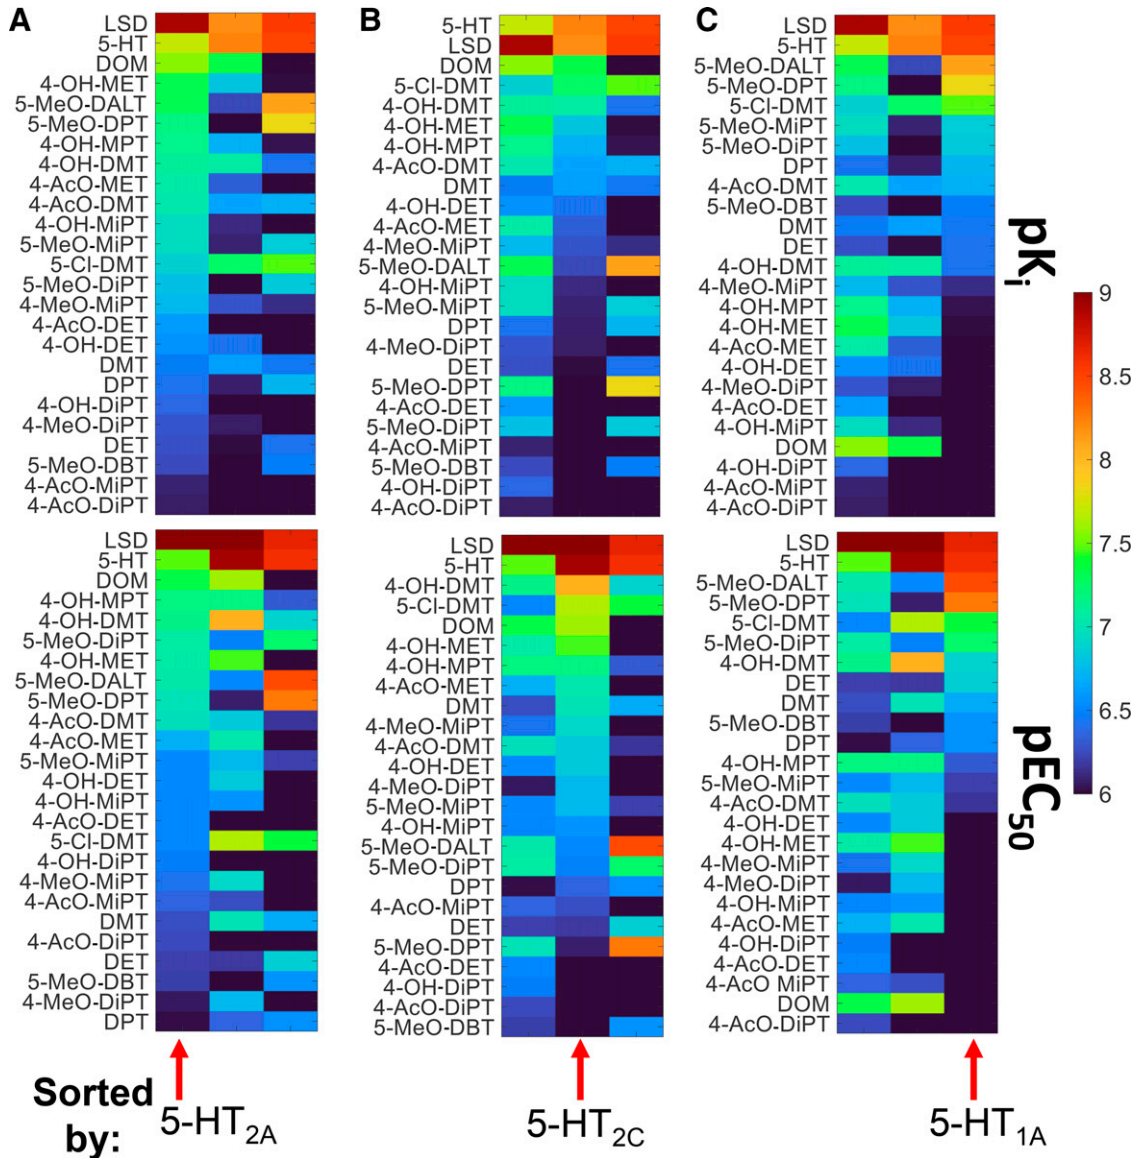 A
LSD
5-HT
DOM
4-OH-MET
5-MeO-DALT
5-MeO-DPT
4-OH-MPT
4-OH-DMT
4-AcO-MET
4-AcO-DMT
4-OH-MiPT
5-MeO-MiPT
5-Cl-DMT
5-MeO-DiPT
4-MeO-MiPT
4-AcO-DET
4-OH-DET
DMT
DPT
4-OH-DiPT
4-MeO-DiPT
DET
5-MeO-DBT
4-AcO-MiPT
4-AcO-DiPT
LSD
5-HT
DOM
4-OH-MPT
4-OH-DMT
5-MeO-DiPT
4-OH-MET
5-MeO-DALT
5-MeO-DPT
4-AcO-DMT
4-AcO-MET
5-MeO-MiPT
4-OH-DET
4-OH-MiPT
4-AcO-DET
5-Cl-DMT
4-OH-DiPT
4-MeO-MiPT
4-AcO-MiPT
DMT
4-AcO-DiPT
DET
5-MeO-DBT
4-MeO-DiPT
DPT
B
5-HT
LSD
DOM
5-Cl-DMT
4-OH-DMT
4-OH-MET
4-OH-MPT
4-AcO-DMT
DMT
4-OH-DET
4-AcO-MET
4-MeO-MiPT
5-MeO-DALT
4-OH-MiPT
5-MeO-MiPT
DPT
4-MeO-DiPT
DET
5-MeO-DPT
4-AcO-DET
5-MeO-DiPT
4-AcO-MiPT
5-MeO-DBT
4-OH-DiPT
4-AcO-DiPT
LSD
5-HT
4-OH-DMT
5-Cl-DMT
DOM
4-OH-MET
4-OH-MPT
4-AcO-MET
DMT
4-MeO-MiPT
4-AcO-DMT
4-OH-DET
4-MeO-DiPT
5-MeO-MiPT
4-OH-MiPT
5-MeO-DALT
5-MeO-DiPT
DPT
4-AcO-MiPT
DET
5-MeO-DPT
4-AcO-DET
4-OH-DiPT
4-AcO-DiPT
5-MeO-DBT
C
LSD
5-HT
5-MeO-DALT
5-MeO-DPT
5-Cl-DMT
5-MeO-MiPT
5-MeO-DiPT
DPT
4-AcO-DMT
5-MeO-DBT
DMT
DET
4-OH-DMT
4-MeO-MiPT
4-OH-MPT
4-OH-MET
4-AcO-MET
4-OH-DET
4-MeO-DiPT
4-AcO-DET
4-OH-MiPT
DOM
4-OH-DiPT
4-AcO-MiPT
4-AcO-DiPT
LSD
5-HT
5-MeO-DALT
5-MeO-DPT
5-Cl-DMT
5-MeO-DiPT
4-OH-DMT
DET
DMT
5-MeO-DBT
DPT
4-OH-MPT
5-MeO-MiPT
4-AcO-DMT
4-OH-DET
4-OH-MET
4-MeO-MiPT
4-MeO-DiPT
4-OH-MiPT
4-AcO-MET
4-OH-DiPT
4-AcO-DET
4-AcO MiPT
DOM
4-AcO-DiPT
pKi
pEC50
9
8.5
8
7.5
7
6.5
6
Sorted
by:
5-HT2A
5-HT2C
5-HT1A